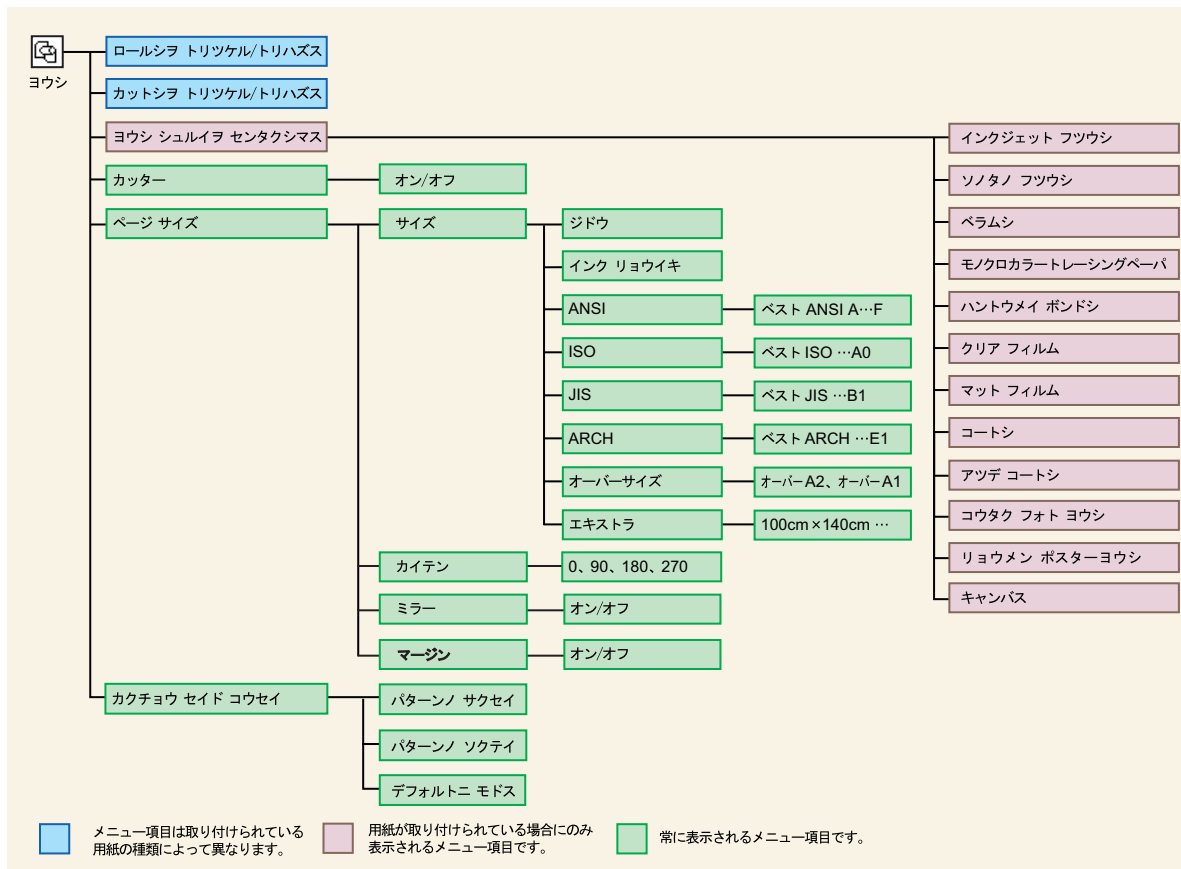 ヨウシ
ロールシヲ トリツケル/トリハズス
カットシヲ トリツケル/トリハズス
ヨウシ シュルイヲ センタクシマス
インクジェット フツウシ
ソノタノ フツウシ
ベラムシ
モノクロカラートレーシングペーパ
ハントウメイ ボンドシ
クリア フィルム
マット フィルム
コートシ
アツデ コートシ
コウタク フォト ヨウシ
リョウメン ポスターヨウシ
キャンバス
カッター
オン/オフ
ページ サイズ
サイズ
ジドウ
インク リョウイキ
ANSI
ベスト ANSI A…F
ISO
ベスト ISO …A0
JIS
ベスト JIS …B1
ARCH
ベスト ARCH …E1
オーバーサイズ
オーバーA2、オーバーA1
エキストラ
100cm×140cm …
カイテン
0、90、180、270
ミラー
オン/オフ
マージン
オン/オフ
カクチョウ セイド コウセイ
パターンノ サクセイ
パターンノ ソクテイ
デフォルトニ モドス
メニュー項目は取り付けられている
用紙の種類によって異なります。
用紙が取り付けられている場合にのみ
表示されるメニュー項目です。
常に表示されるメニュー項目です。